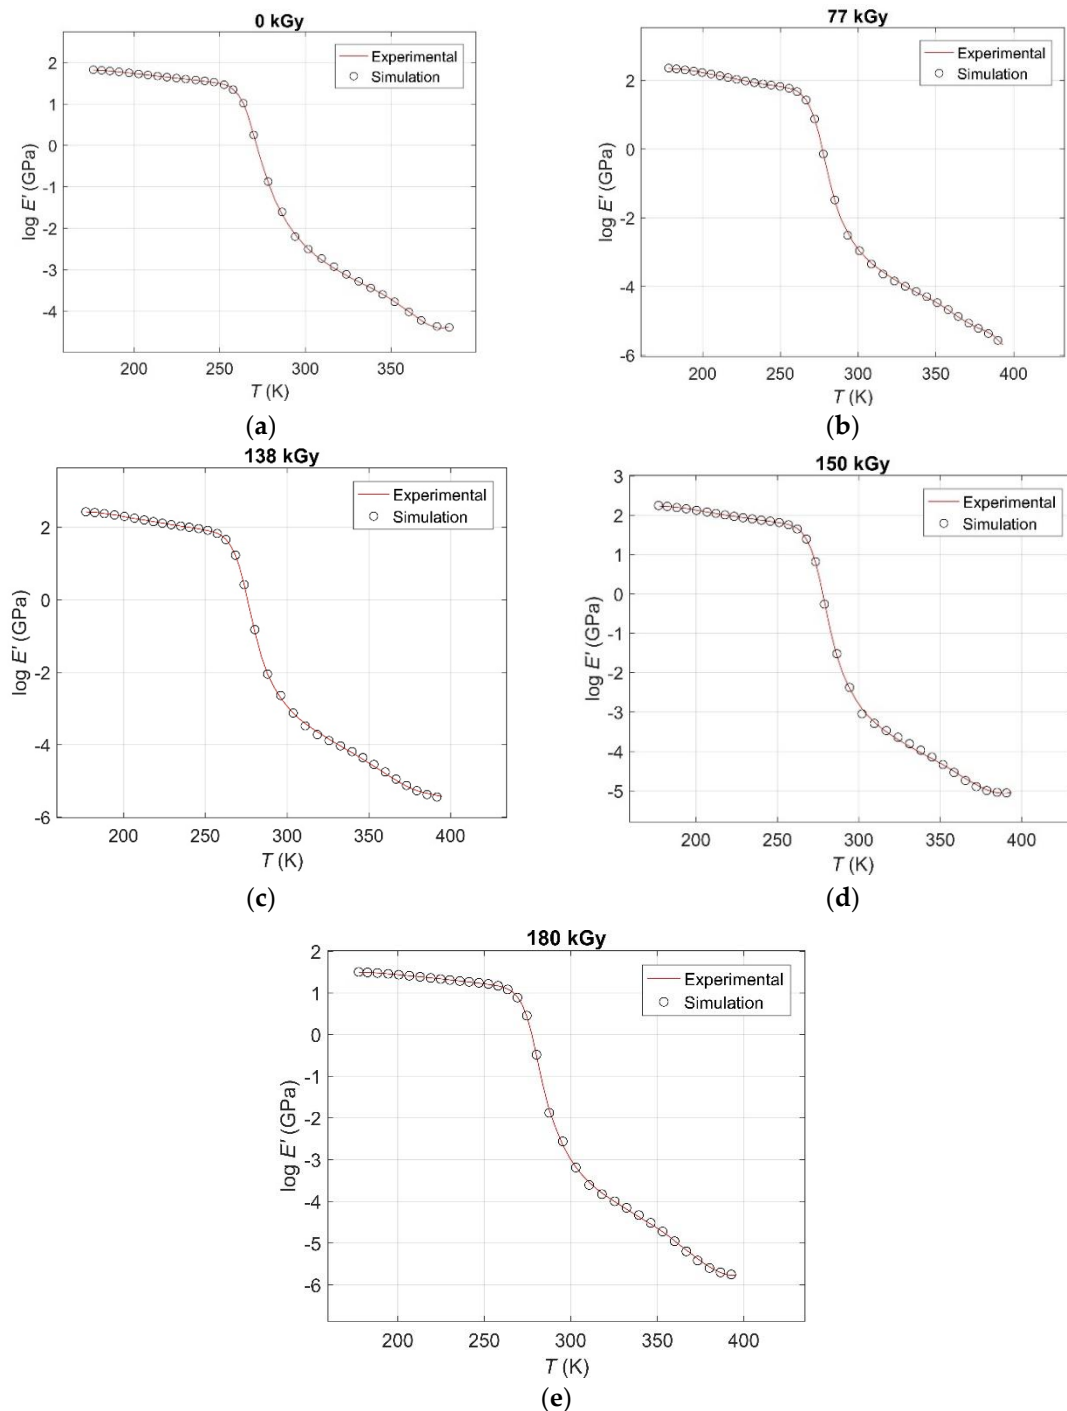 0 kGy
Experimental
Simulation
2
1
0
-1
-2
-3
-4
log E′ (GPa)
200 250 300 350
T (K)
(a)
77 kGy
Experimental
Simulation
2
0
-2
-4
-6
log E′ (GPa)
200 250 300 350 400
T (K)
(b)
138 kGy
Experimental
Simulation
2
0
-2
-4
-6
log E′ (GPa)
200 250 300 350 400
T (K)
(c)
150 kGy
Experimental
Simulation
3
2
1
0
-1
-2
-3
-4
-5
log E′ (GPa)
200 250 300 350 400
T (K)
(d)
180 kGy
Experimental
Simulation
2
1
0
-1
-2
-3
-4
-5
-6
log E′ (GPa)
200 250 300 350 400
T (K)
(e)